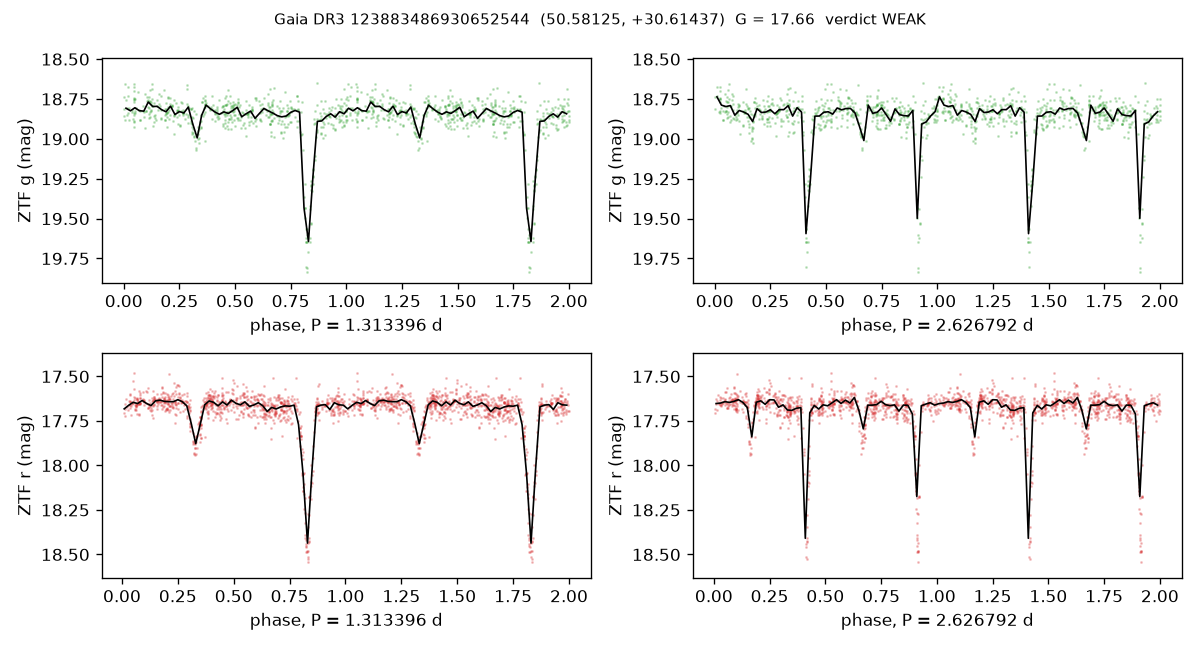 Gaia DR3 123883486930652544 (50.58125, +30.61437) G = 17.66 verdict WEAK
18.50
18.75
19.00
19.25
19.50
19.75
ZTF g (mag)
0.00 0.25 0.50 0.75 1.00 1.25 1.50 1.75 2.00
phase, P = 1.313396 d
18.50
18.75
19.00
19.25
19.50
19.75
ZTF g (mag)
0.00 0.25 0.50 0.75 1.00 1.25 1.50 1.75 2.00
phase, P = 2.626792 d
17.50
17.75
18.00
18.25
18.50
ZTF r (mag)
0.00 0.25 0.50 0.75 1.00 1.25 1.50 1.75 2.00
phase, P = 1.313396 d
17.50
17.75
18.00
18.25
18.50
ZTF r (mag)
0.00 0.25 0.50 0.75 1.00 1.25 1.50 1.75 2.00
phase, P = 2.626792 d